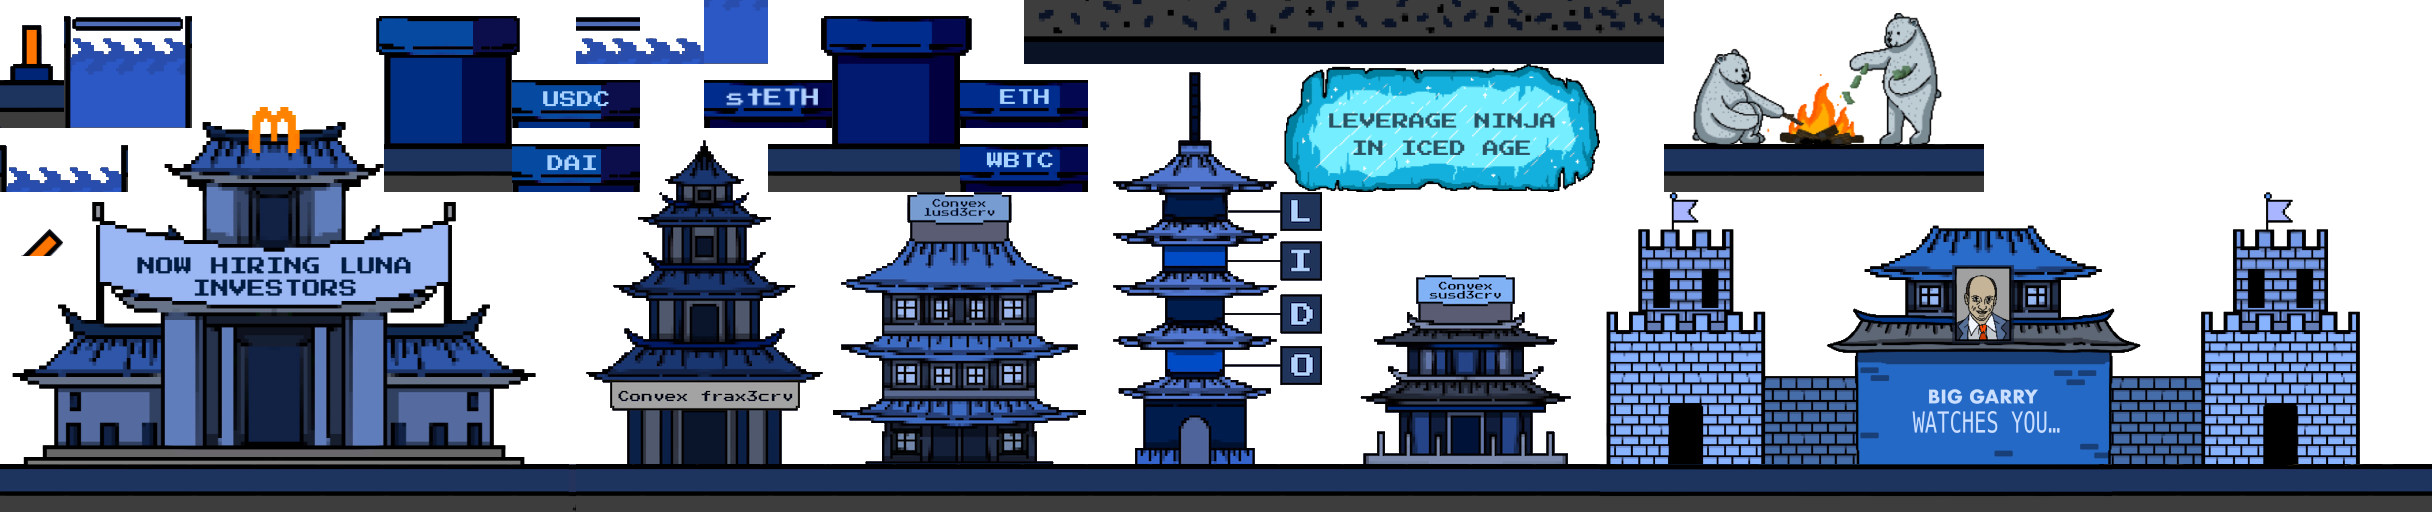 USDC
DAI
stETH
ETH
WBTC
LEVERAGE NINJA
IN ICED AGE
NOW HIRING LUNA
INVESTORS
Convex
lusd3crv
L
I
D
O
Convex
susd3crv
Convex frax3crv
BIG GARRY
WATCHES YOU...